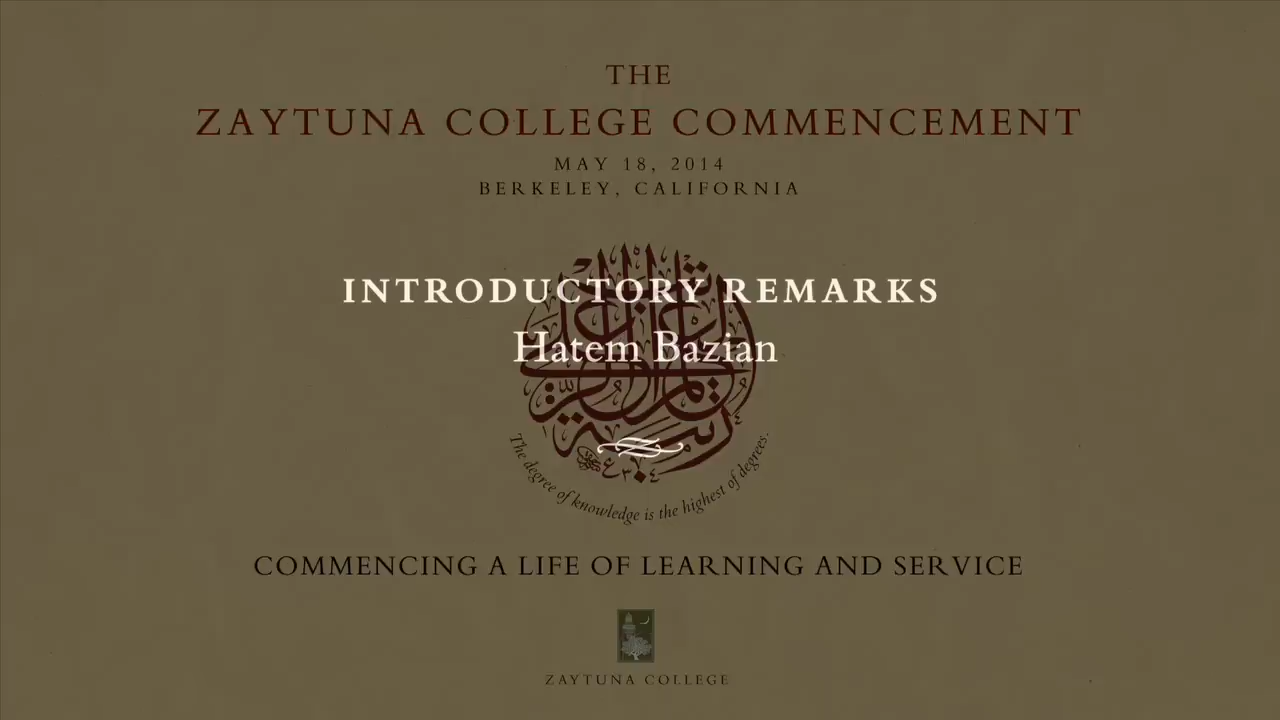 THE
ZAYTUNA COLLEGE COMMENCEMENT
MAY 18, 2014
BERKELEY, CALIFORNIA
INTRODUCTORY REMARKS
Hatem Bazian
The degree of knowledge is the highest of degrees.
COMMENCING A LIFE OF LEARNING AND SERVICE
ZAYTUNA COLLEGE